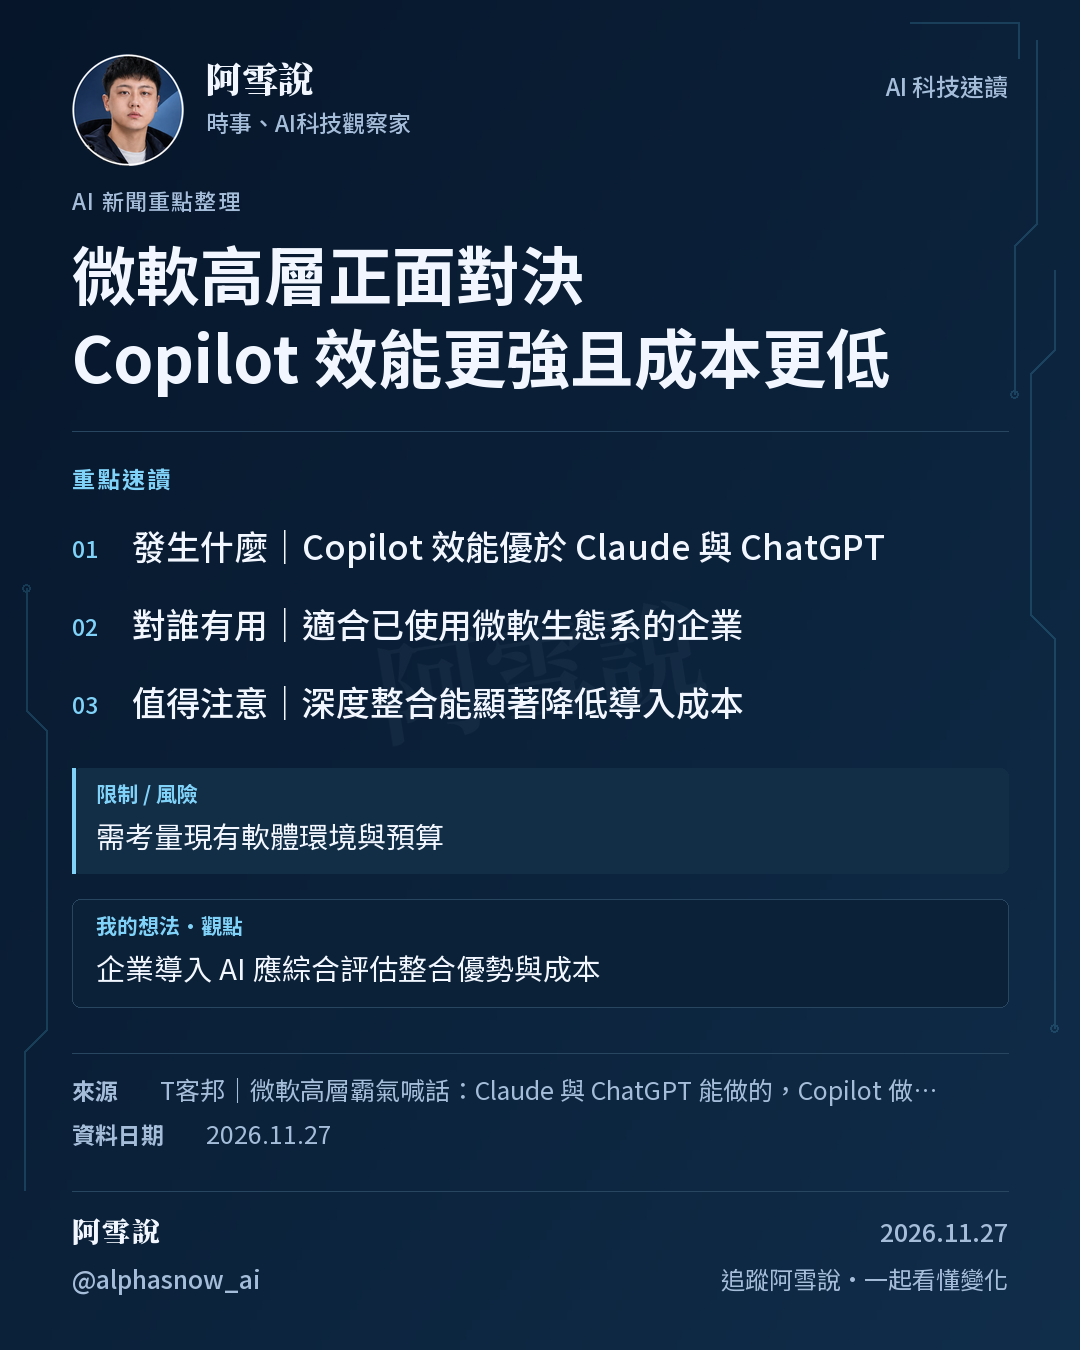 阿雪說
時事、AI科技觀察家
AI 科技速讀
AI 新聞重點整理
微軟高層正面對決
Copilot 效能更強且成本更低
重點速讀
01 發生什麼｜Copilot 效能優於 Claude 與 ChatGPT
02 對誰有用｜適合已使用微軟生態系的企業
03 值得注意｜深度整合能顯著降低導入成本
阿雪說
限制 / 風險
需考量現有軟體環境與預算
我的想法・觀點
企業導入 AI 應綜合評估整合優勢與成本
來源 T客邦｜微軟高層霸氣喊話：Claude 與 ChatGPT 能做的，Copilot 做⋯
資料日期 2026.11.27
阿雪說
2026.11.27
@alphasnow_ai
追蹤阿雪說・一起看懂變化